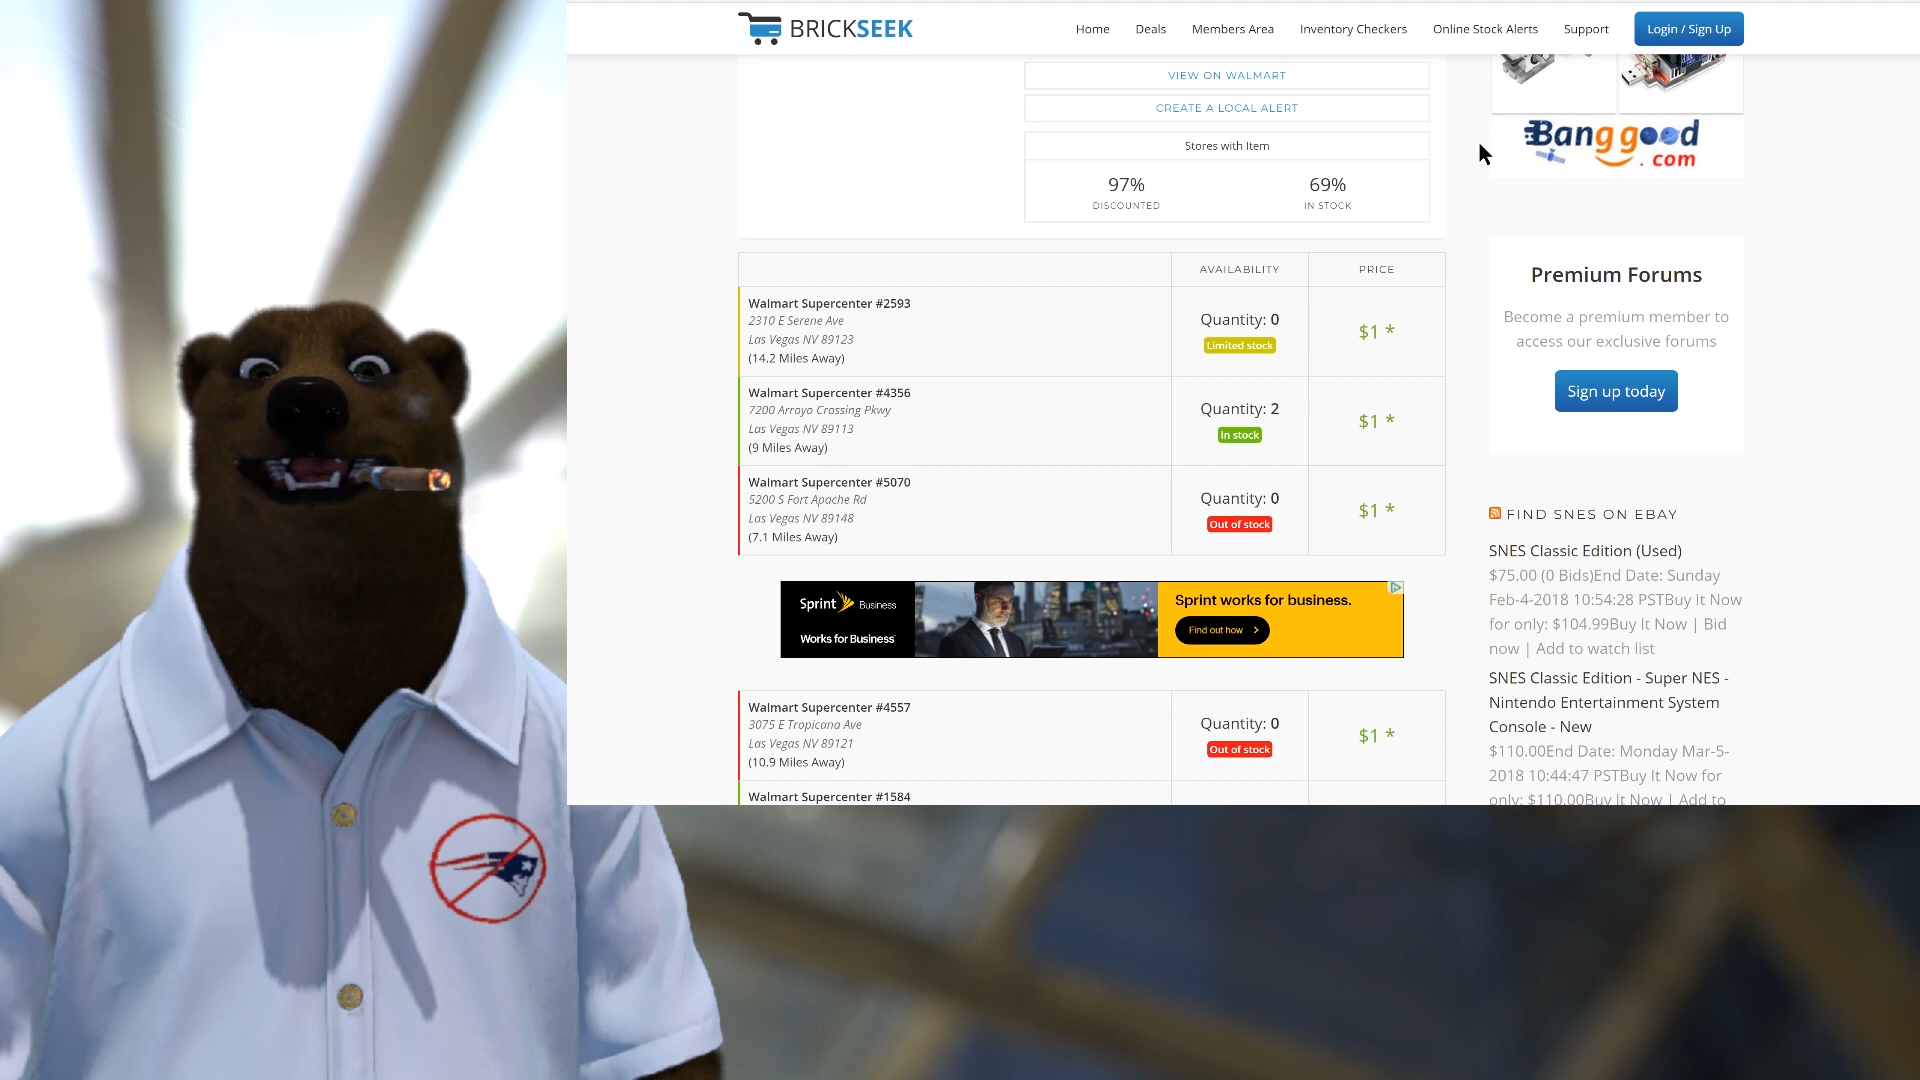 BRICKSEEK
Home
Deals
Members Area
Inventory Checkers
Online Stock Alerts
Support
Login / Sign Up
VIEW ON WALMART
CREATE A LOCAL ALERT
Stores with Item
97%
DISCOUNTED
69%
IN STOCK
AVAILABILITY
PRICE
Walmart Supercenter #2593
2310 E Serene Ave
Las Vegas NV 89123
(14.2 Miles Away)
Quantity: 0
Limited stock
$1 *
Walmart Supercenter #4356
7200 Arroyo Crossing Pkwy
Las Vegas NV 89113
(9 Miles Away)
Quantity: 2
In stock
$1 *
Walmart Supercenter #5070
5200 S Fort Apache Rd
Las Vegas NV 89148
(7.1 Miles Away)
Quantity: 0
Out of stock
$1 *
Sprint Business
Works for Business
Sprint works for business.
Find out how
Walmart Supercenter #4557
3075 E Tropicana Ave
Las Vegas NV 89121
(10.9 Miles Away)
Quantity: 0
Out of stock
$1 *
Walmart Supercenter #1584
Banggood
.com
Premium Forums
Become a premium member to
access our exclusive forums
Sign up today
FIND SNES ON EBAY
SNES Classic Edition (Used)
$75.00 (0 Bids)End Date: Sunday
Feb-4-2018 10:54:28 PSTBuy It Now
for only: $104.99Buy It Now | Bid
now | Add to watch list
SNES Classic Edition - Super NES -
Nintendo Entertainment System
Console - New
$110.00End Date: Monday Mar-5-
2018 10:44:47 PSTBuy It Now for
only: $110.00Buy It Now | Add to